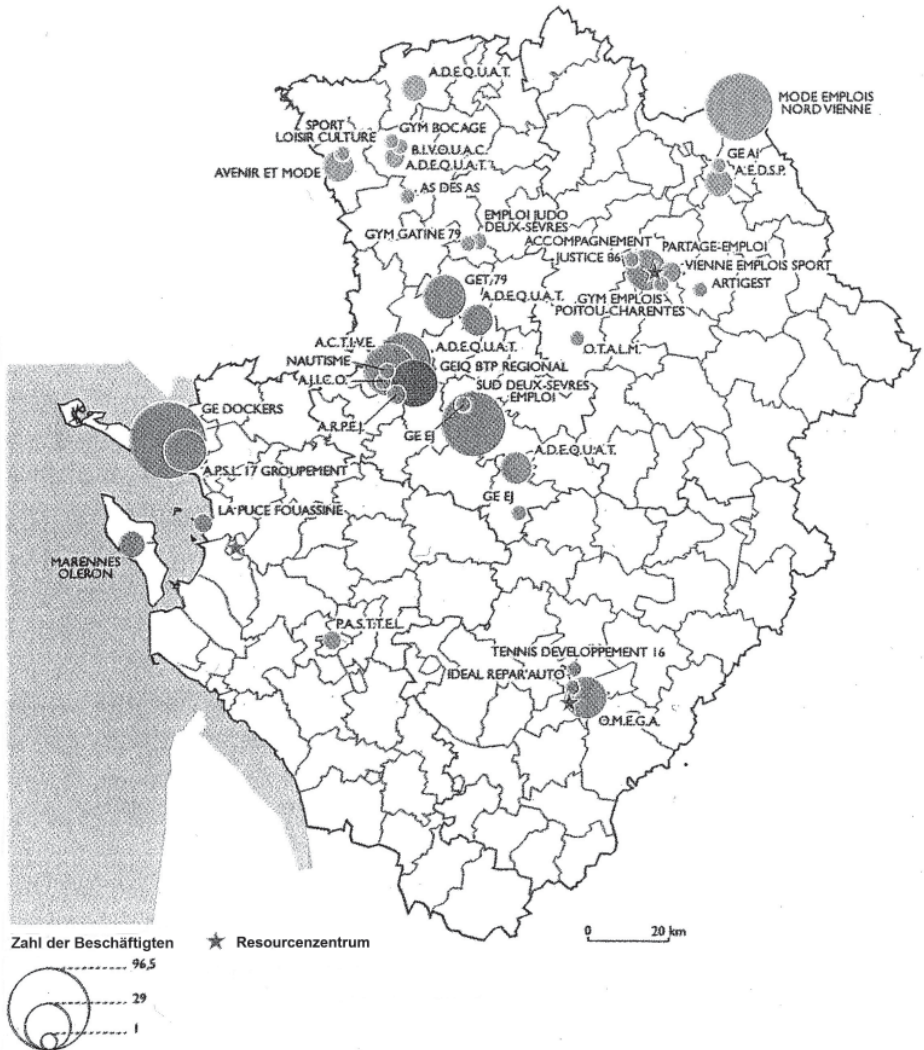 A.D.E.Q.U.A.T.
MODE EMPLOIS
NORD VIENNE
SPORT
LOISIR CULTURE
GYM BOCAGE
B.I.V.O.U.A.C.
A.D.E.Q.U.A.T.
AVENIR ET MODE
GE AI
A.E.D.S.P.
AS DES AS
EMPLOI JUDO
DEUX-SÈVRES
GYM GATINE 79
ACCOMPAGNEMENT
JUSTICE 86
PARTAGE-EMPLOI
VIENNE EMPLOIS SPORT
ARTIGEST
GYM EMPLOIS
POITOU-CHARENTES
GET 79
A.D.E.Q.U.A.T.
O.T.A.L.M.
A.C.T.I.V.E.
A.D.E.Q.U.A.T.
NAUTISME
GEIQ BTP REGIONAL
A.J.I.C.O.
SUD DEUX-SEVRES
EMPLOI
A.R.P.E.J.
GE EJ
GE DOCKERS
A.P.S.L. 17 GROUPEMENT
A.D.E.Q.U.A.T.
GE EJ
LA PUCE FOUASSINE
MARENNES
OLERON
P.A.S.T.T.E.L.
TENNIS DEVELOPPEMENT 16
IDEAL REPAR'AUTO
O.M.E.G.A.
0 20 km
Zahl der Beschäftigten
Resourcenzentrum
96,5
29
1